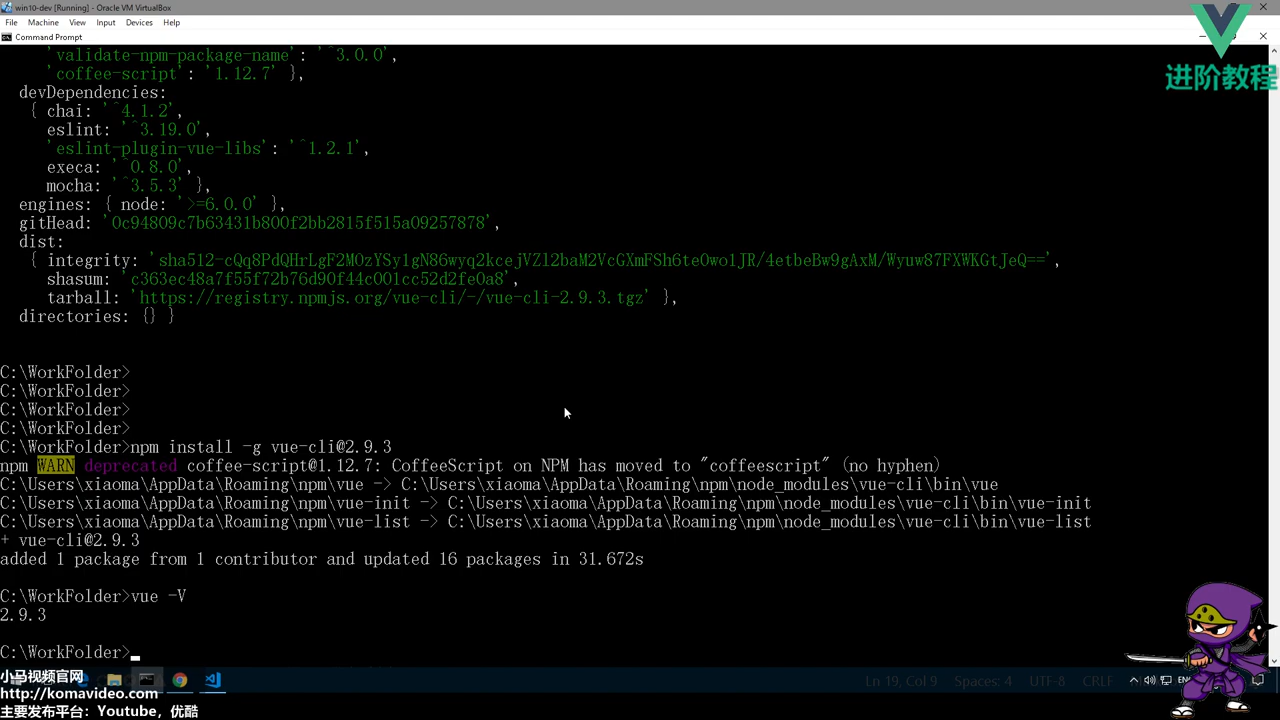 win10-dev [Running] - Oracle VM VirtualBox
File Machine View Input Devices Help
Command Prompt
进阶教程
'validate-npm-package-name': '^3.0.0',
'coffee-script': '1.12.7' },
devDependencies:
{ chai: '^4.1.2',
eslint: '^3.19.0',
'eslint-plugin-vue-libs': '^1.2.1',
execa: '^0.8.0',
mocha: '^3.5.3' },
engines: { node: '>=6.0.0' },
gitHead: '0c94809c7b63431b800f2bb2815f515a09257878',
dist:
{ integrity: 'sha512-cQq8PdQHrLgF2MOzYSy1gN86wyq2kcejVZ12baM2VcGXmFSh6teOwo1JR/4etbeBw9gAxM/Wyuw87FXWKGtJeQ==',
shasum: 'c363ec48a7f55f72b76d90f44c001cc52d2fe0a8',
tarball: 'https://registry.npmjs.org/vue-cli/-/vue-cli-2.9.3.tgz' },
directories: {} }
C:\WorkFolder>
C:\WorkFolder>
C:\WorkFolder>
C:\WorkFolder>
C:\WorkFolder>npm install -g vue-cli@2.9.3
npm WARN deprecated coffee-script@1.12.7: CoffeeScript on NPM has moved to "coffeescript" (no hyphen)
C:\Users\xiaoma\AppData\Roaming\npm\vue -> C:\Users\xiaoma\AppData\Roaming\npm\node_modules\vue-cli\bin\vue
C:\Users\xiaoma\AppData\Roaming\npm\vue-init -> C:\Users\xiaoma\AppData\Roaming\npm\node_modules\vue-cli\bin\vue-init
C:\Users\xiaoma\AppData\Roaming\npm\vue-list -> C:\Users\xiaoma\AppData\Roaming\npm\node_modules\vue-cli\bin\vue-list
+ vue-cli@2.9.3
added 1 package from 1 contributor and updated 16 packages in 31.672s
C:\WorkFolder>vue -V
2.9.3
C:\WorkFolder>
小马视频官网
http://komavideo.com
主要发布平台：Youtube，优酷
Ln 19, Col 9 Spaces: 4 UTF-8 CRLF